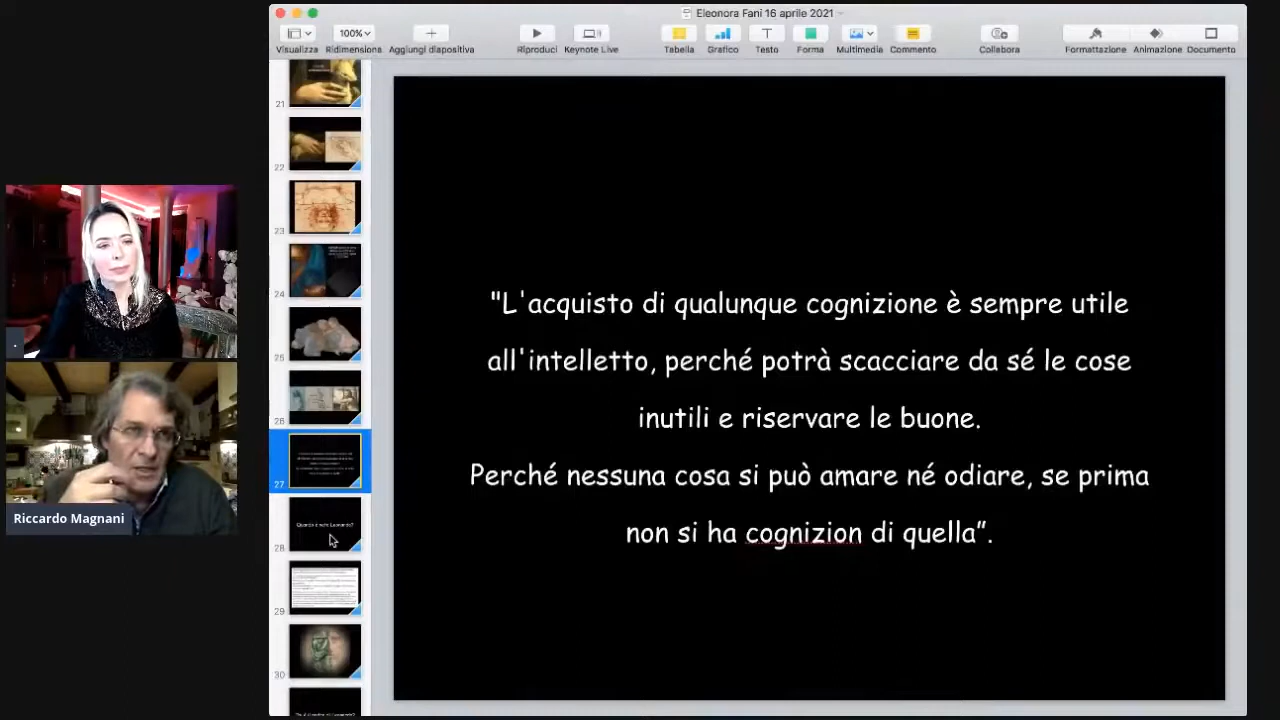 Eleonora Fani 16 aprile 2021
100%
Visualizza
Ridimensiona
Aggiungi diapositiva
Riproduci
Keynote Live
Tabella
Grafico
Testo
Forma
Multimedia
Commento
Collabora
Formattazione
Animazione
Documento
21
22
23
24
25
26
27
28
Quando è nato Leonardo?
29
30
"L'acquisto di qualunque cognizione è sempre utile
all'intelletto, perché potrà scacciare da sé le cose
inutili e riservare le buone.
Perché nessuna cosa si può amare né odiare, se prima
non si ha cognizion di quella”.
.
Riccardo Magnani